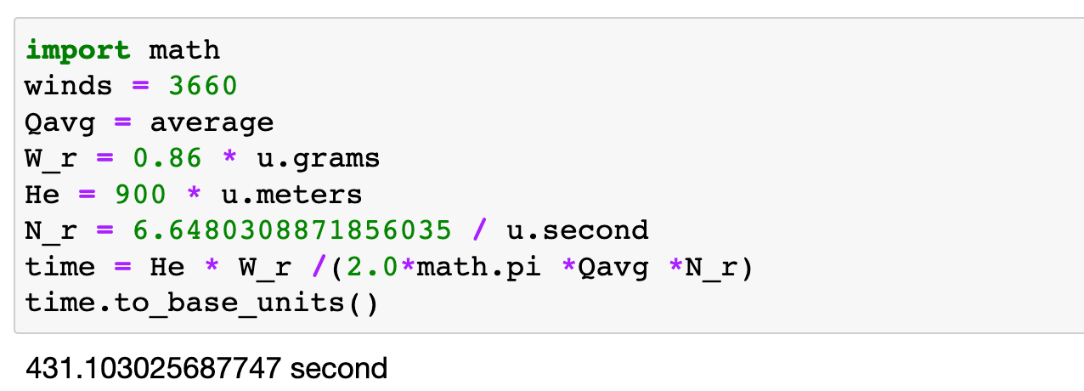 import math
winds = 3660
Qavg = average
W_r = 0.86 * u.grams
He = 900 * u.meters
N_r = 6.6480308871856035 / u.second
time = He * W_r /(2.0*math.pi *Qavg *N_r)
time.to_base_units()
431.103025687747 second